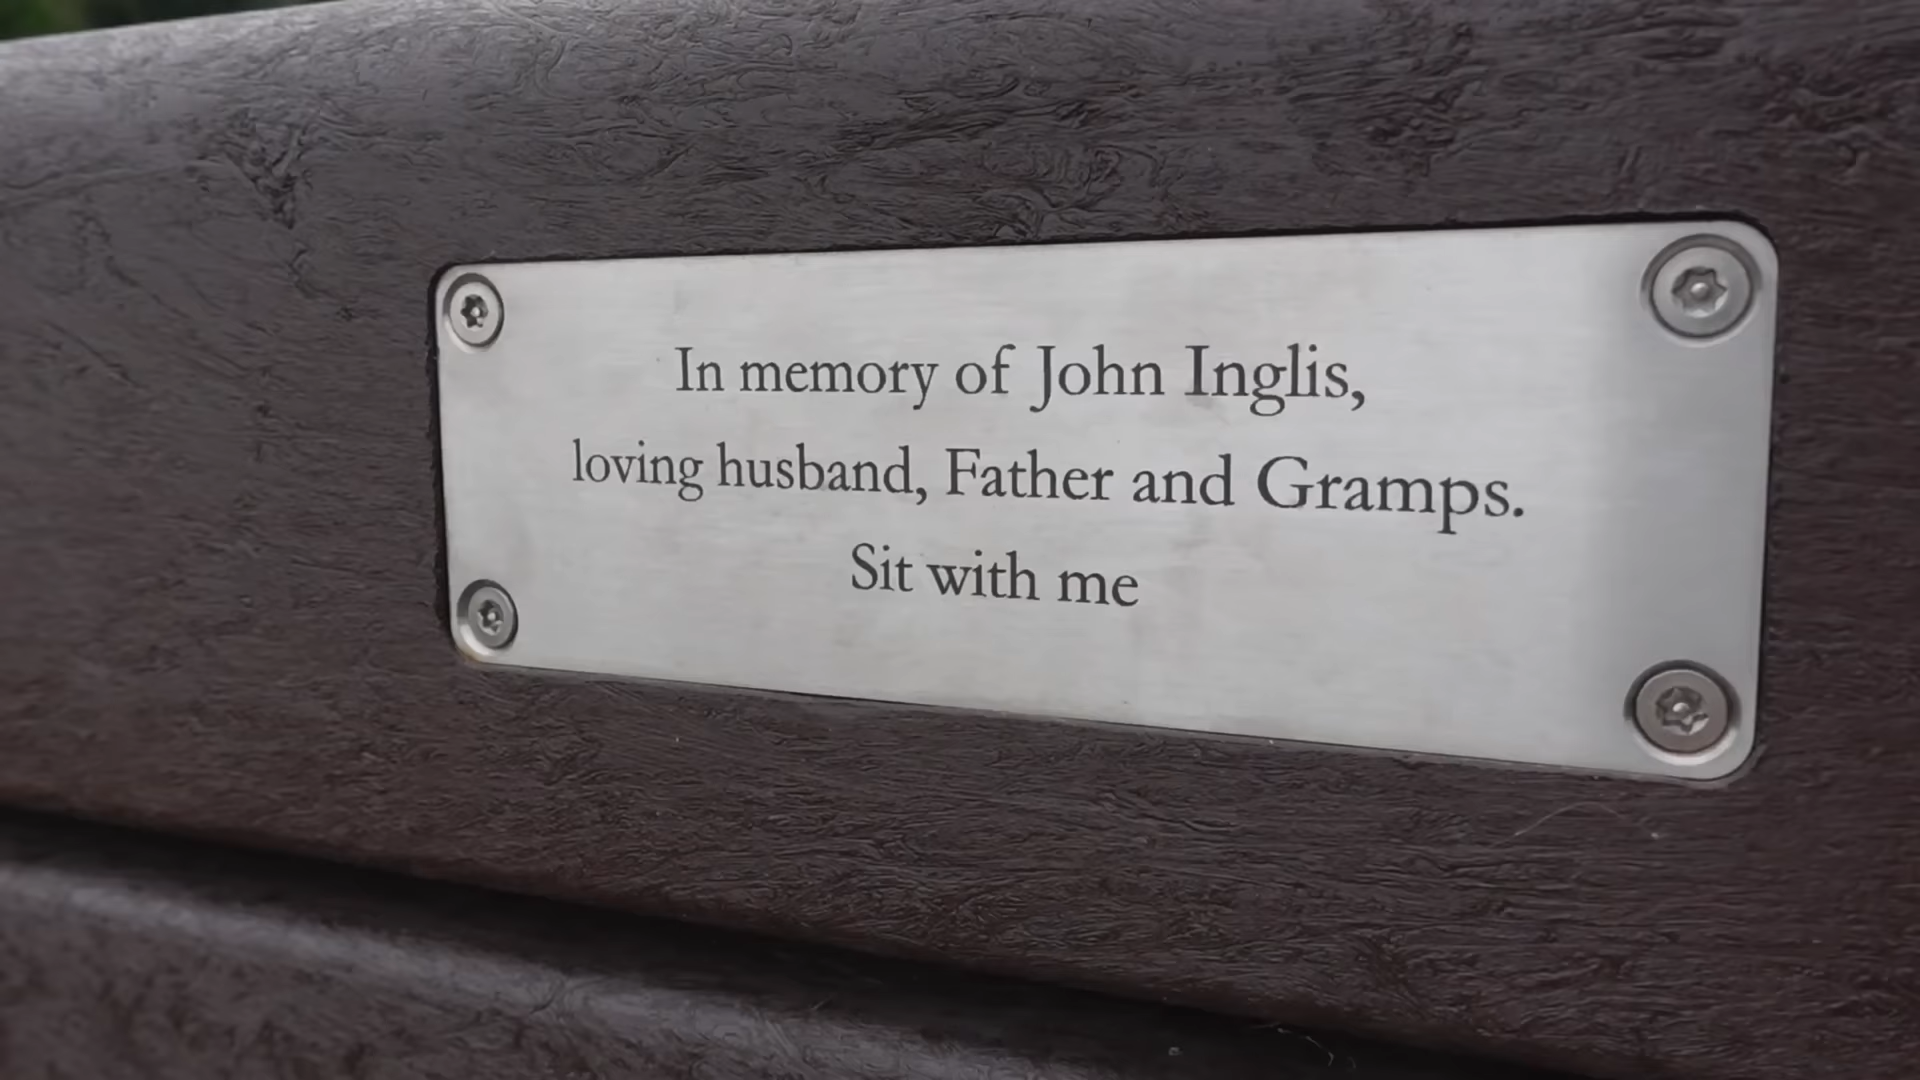 In memory of John Inglis,
loving husband, Father and Gramps.
Sit with me